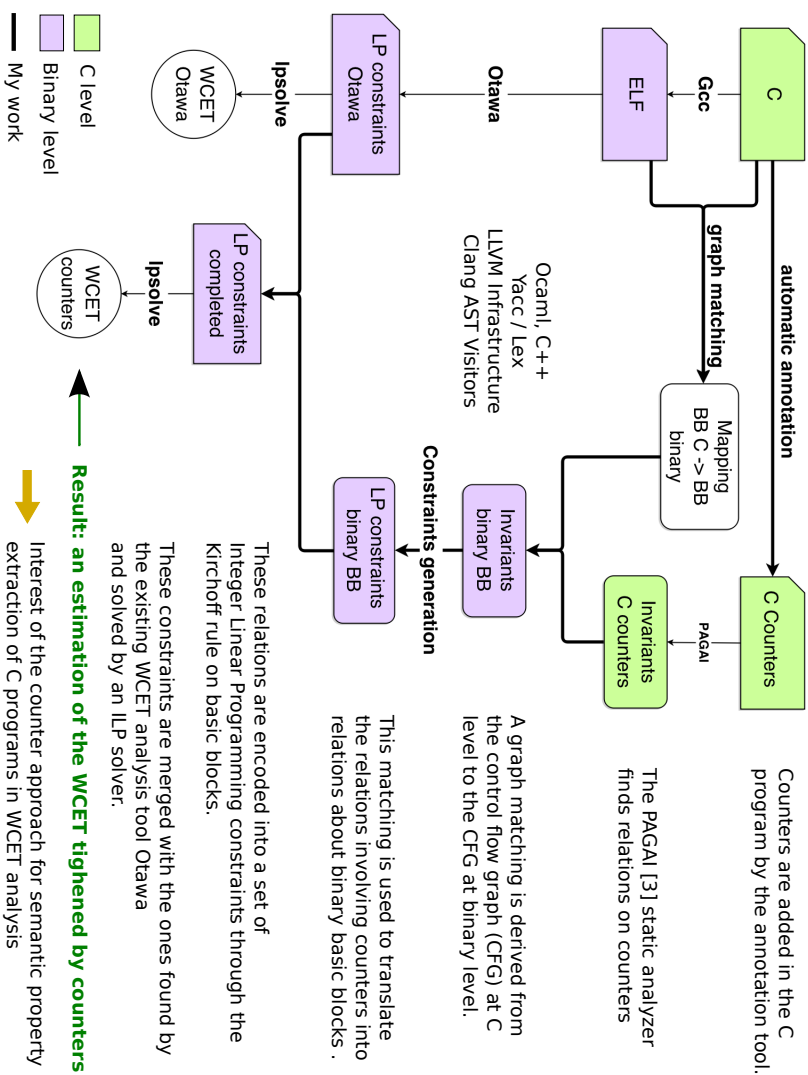 C
automatic annotation
C Counters
Counters are added in the C
program by the annotation tool.
Gcc
graph matching
Mapping
BB C -> BB
binary
PAGAI
ELF
Invariants
C counters
The PAGAI [3] static analyzer
finds relations on counters
Otawa
Ocaml, C++
Yacc / Lex
LLVM Infrastructure
Clang AST Visitors
Invariants
binary BB
A graph matching is derived from
the control flow graph (CFG) at C
level to the CFG at binary level.
Constraints generation
LP constraints
Otawa
LP constraints
binary BB
This matching is used to translate
the relations involving counters into
relations about binary basic blocks .
lpsolve
WCET
Otawa
LP constraints
completed
These relations are encoded into a set of
Integer Linear Programming constraints through the
Kirchoff rule on basic blocks.
lpsolve
WCET
counters
These constraints are merged with the ones found by
the existing WCET analysis tool Otawa
and solved by an ILP solver.
Result: an estimation of the WCET tighened by counters
C level
Binary level
My work
Interest of the counter approach for semantic property
extraction of C programs in WCET analysis